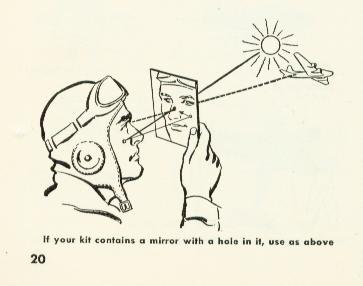 If your kit contains a mirror with a hole in it, use as above
20